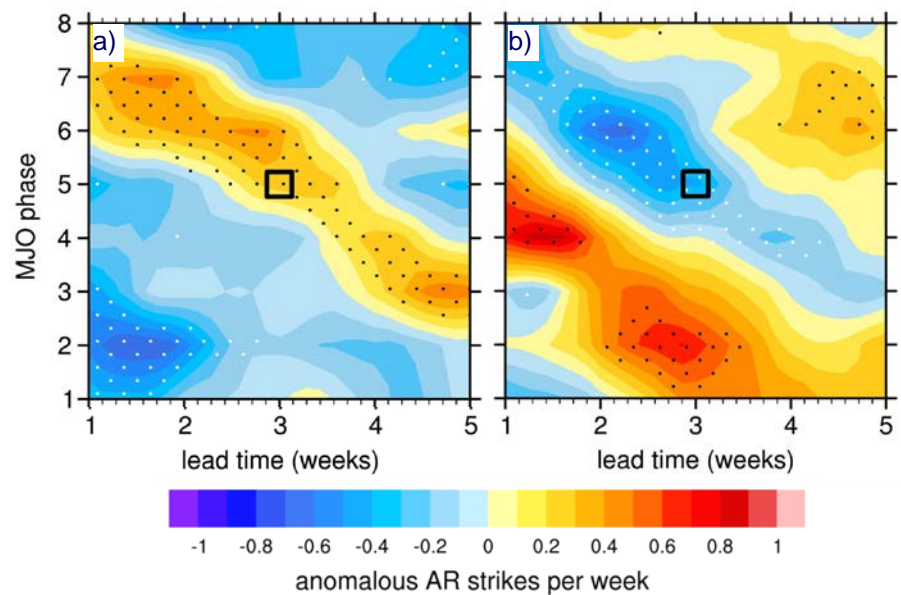 a)
b)
8
7
6
5
4
3
2
1
MJO phase
1 2 3 4 5
1 2 3 4 5
lead time (weeks)
lead time (weeks)
-1 -0.8 -0.6 -0.4 -0.2 0 0.2 0.4 0.6 0.8 1
anomalous AR strikes per week